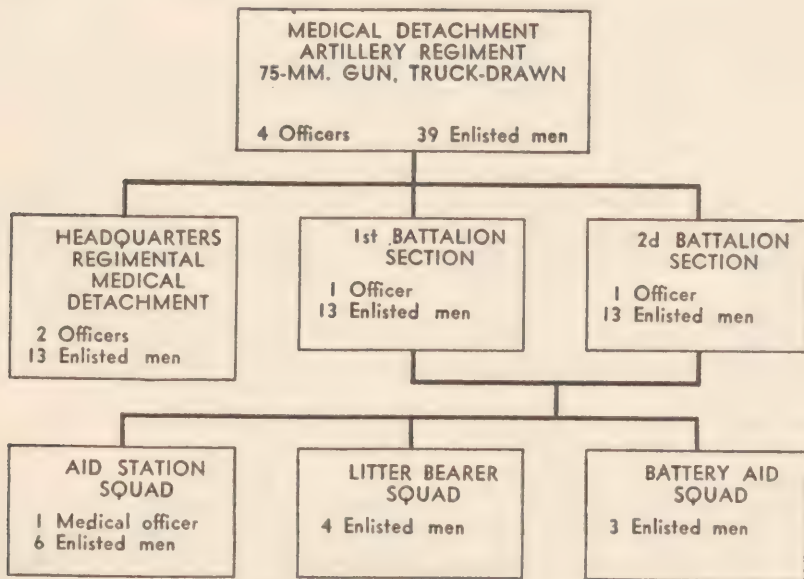 MEDICAL DETACHMENT
ARTILLERY REGIMENT
75-MM. GUN, TRUCK-DRAWN
4 Officers 39 Enlisted men
HEADQUARTERS
REGIMENTAL
MEDICAL
DETACHMENT
2 Officers
13 Enlisted men
1st BATTALION
SECTION
1 Officer
13 Enlisted men
2d BATTALION
SECTION
1 Officer
13 Enlisted men
AID STATION
SQUAD
1 Medical officer
6 Enlisted men
LITTER BEARER
SQUAD
4 Enlisted men
BATTERY AID
SQUAD
3 Enlisted men